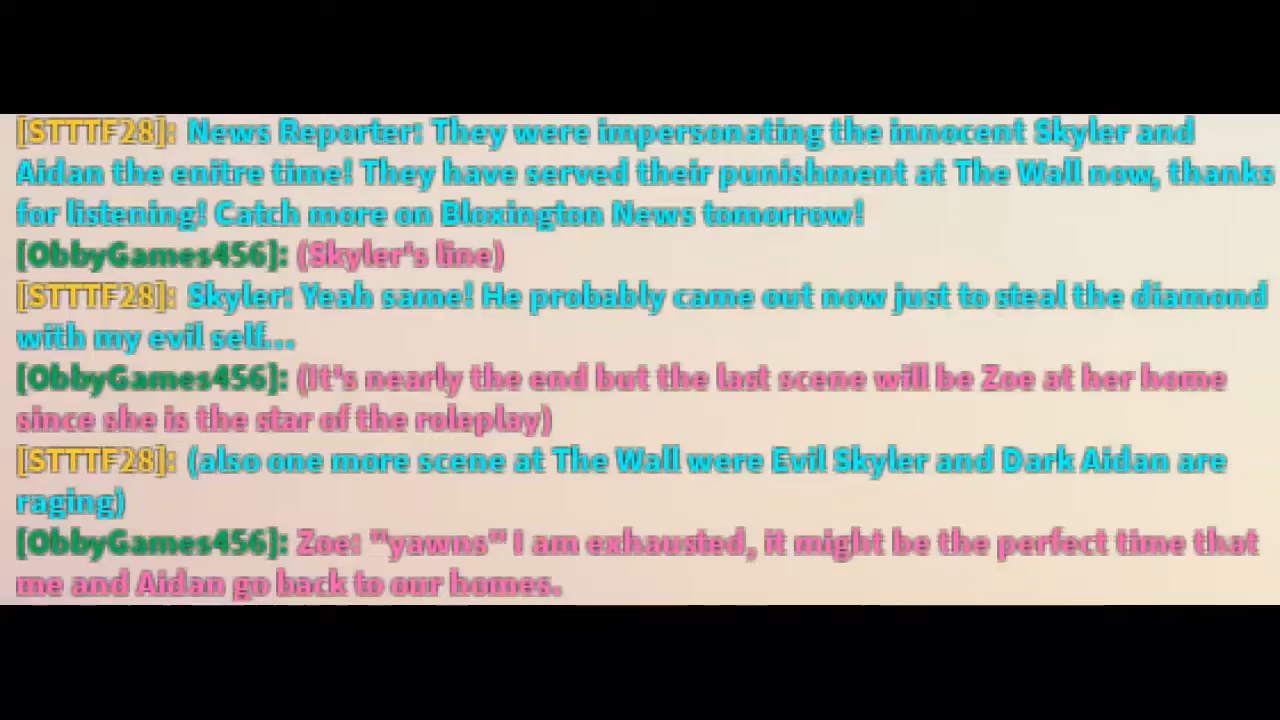 [STTTF28]: News Reporter: They were impersonating the innocent Skyler and
Aidan the enitre time! They have served their punishment at The Wall now, thanks
for listening! Catch more on Bloxington News tomorrow!
[ObbyGames456]: (Skyler's line)
[STTTF28]: Skyler: Yeah same! He probably came out now just to steal the diamond
with my evil self...
[ObbyGames456]: (It's nearly the end but the last scene will be Zoe at her home
since she is the star of the roleplay)
[STTTF28]: (also one more scene at The Wall were Evil Skyler and Dark Aidan are
raging)
[ObbyGames456]: Zoe: "yawns" I am exhausted, it might be the perfect time that
me and Aidan go back to our homes.